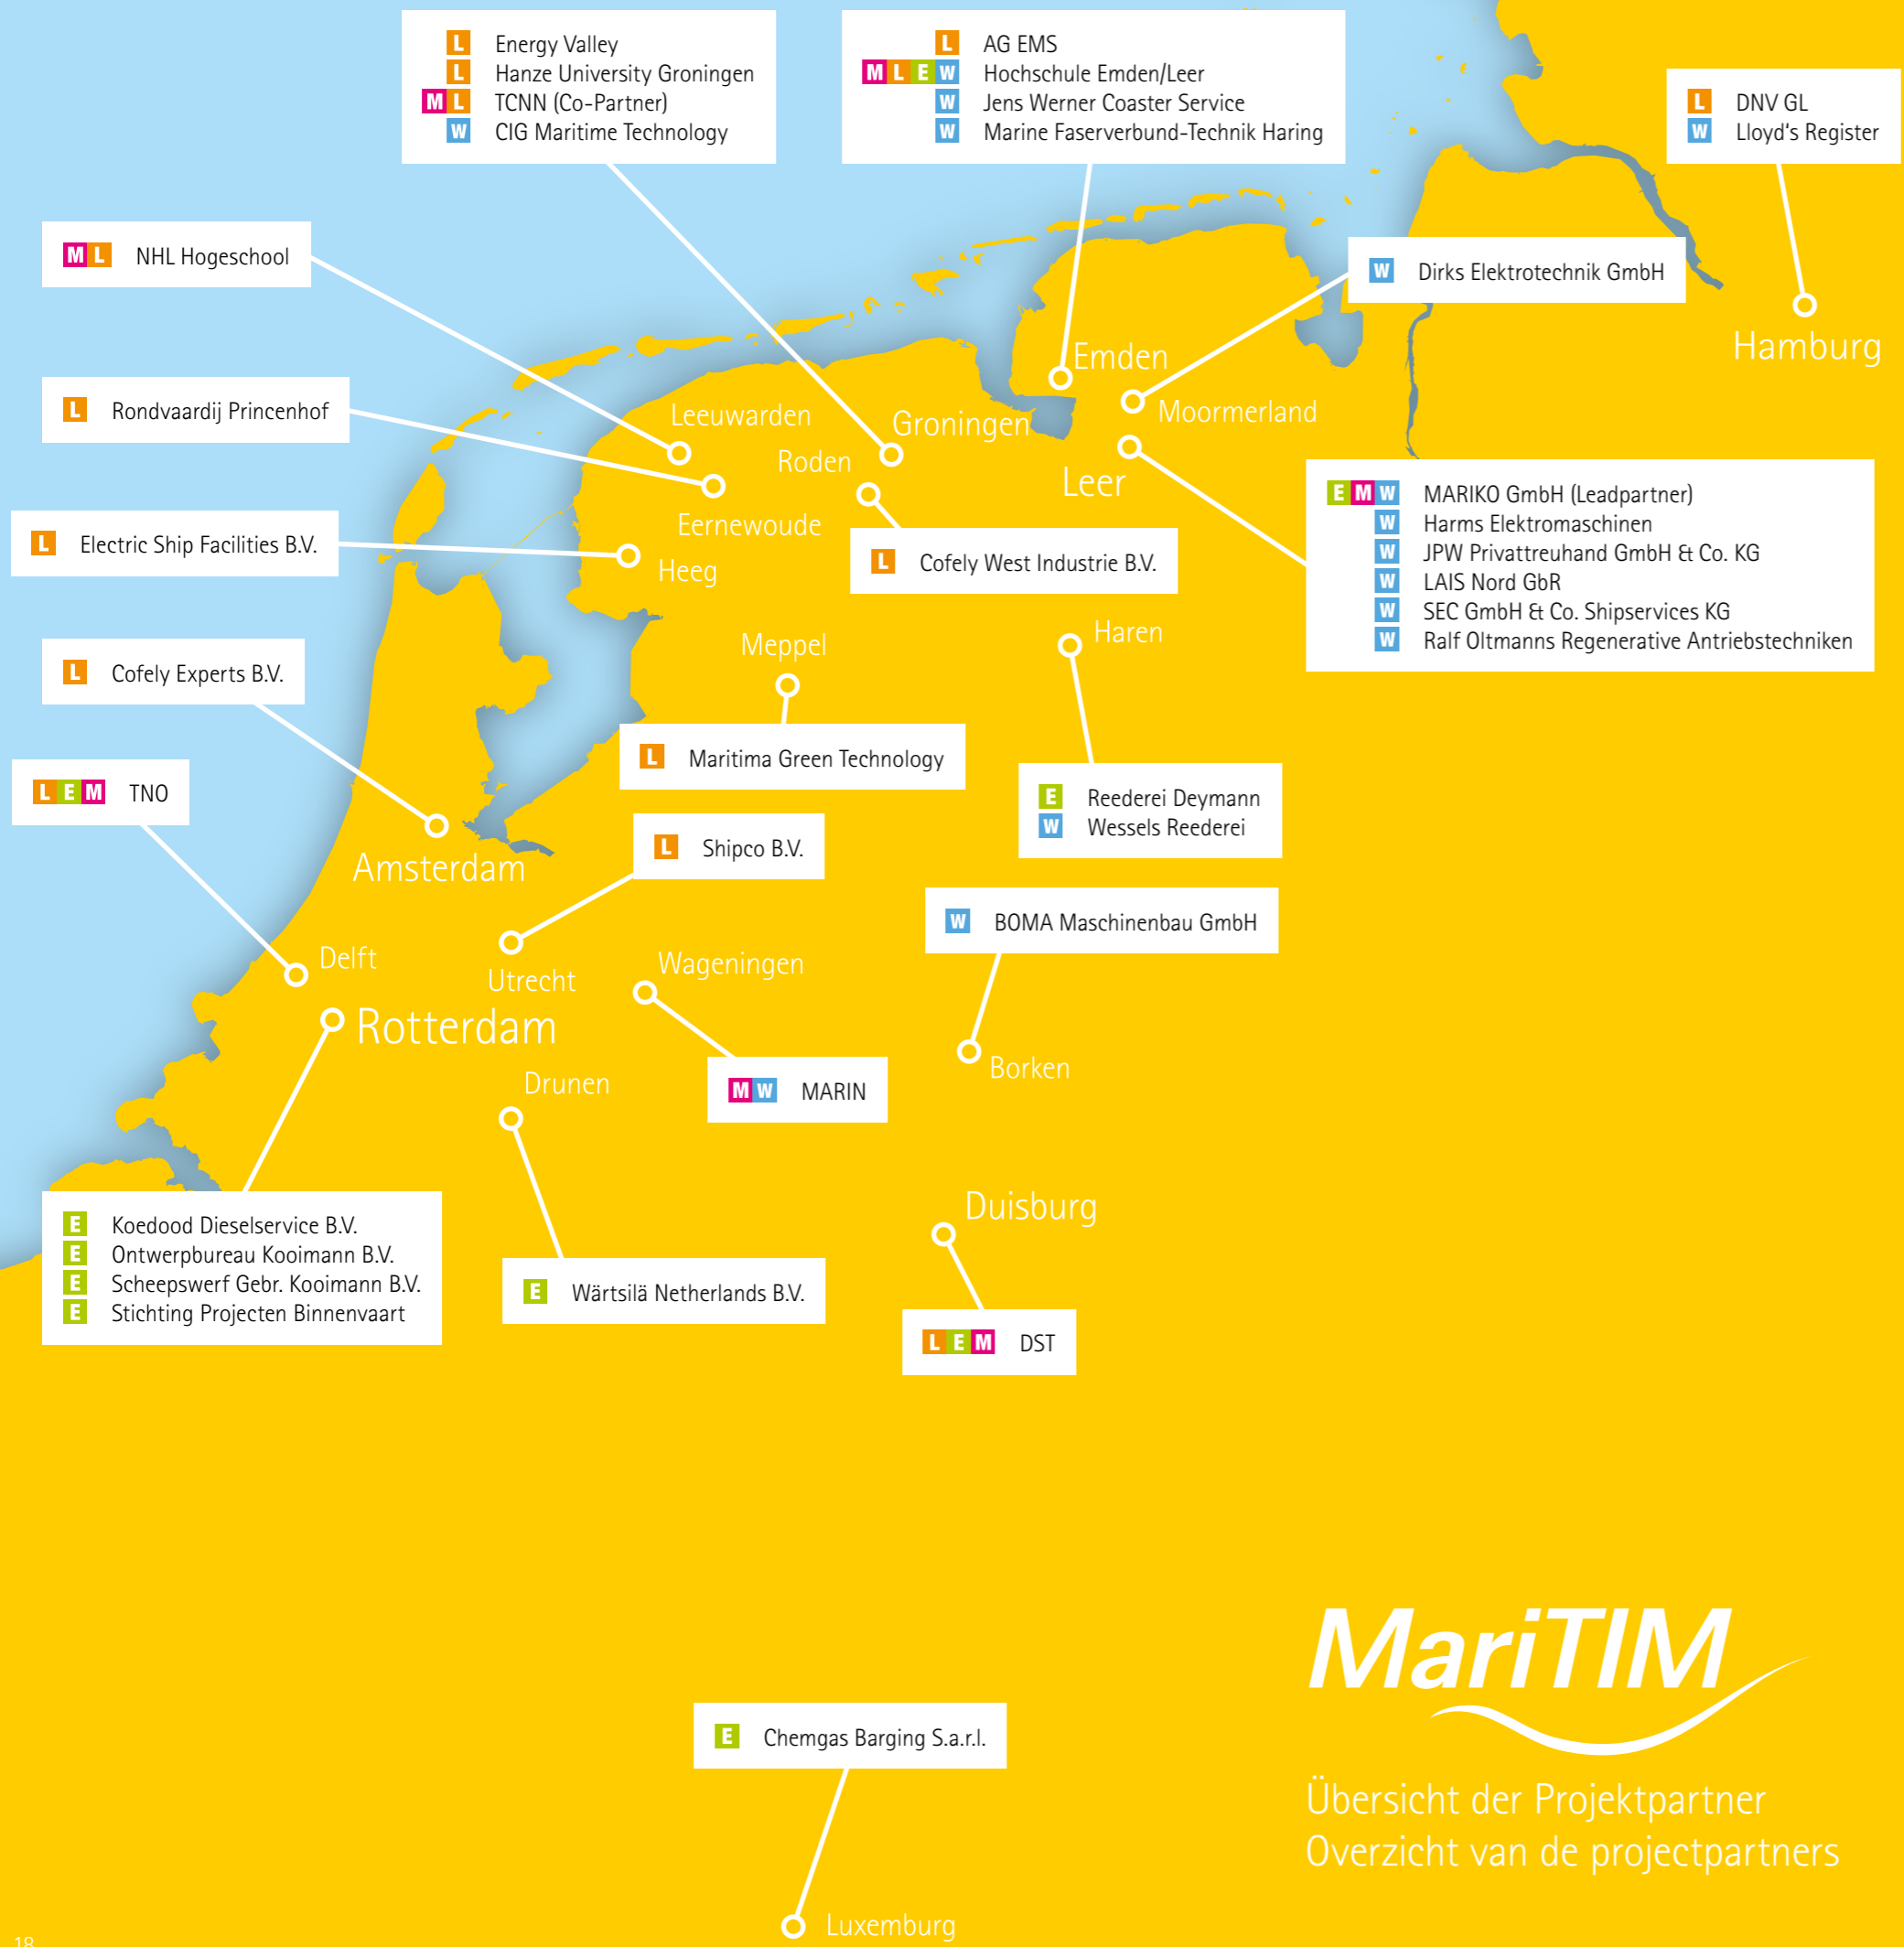 L Energy Valley
L Hanze University Groningen
M L TCNN (Co-Partner)
W CIG Maritime Technology
L AG EMS
M L E W Hochschule Emden/Leer
W Jens Werner Coaster Service
W Marine Faserverbund-Technik Haring
L DNV GL
W Lloyd's Register
M L NHL Hogeschool
W Dirks Elektrotechnik GmbH
Hamburg
Emden
L Rondvaardij Princenhof
Leeuwarden
Groningen
Moormerland
Roden
Leer
Eernewoude
E M W MARIKO GmbH (Leadpartner)
W Harms Elektromaschinen
W JPW Privattreuhand GmbH & Co. KG
W LAIS Nord GbR
W SEC GmbH & Co. Shipservices KG
W Ralf Oltmanns Regenerative Antriebstechniken
L Electric Ship Facilities B.V.
Heeg
L Cofely West Industrie B.V.
Haren
Meppel
L Cofely Experts B.V.
L Maritima Green Technology
L E M TNO
E Reederei Deymann
W Wessels Reederei
Amsterdam
L Shipco B.V.
W BOMA Maschinenbau GmbH
Delft
Utrecht
Wageningen
Rotterdam
Borken
Drunen
M W MARIN
Duisburg
E Koedood Dieselservice B.V.
E Ontwerpbureau Kooimann B.V.
E Scheepswerf Gebr. Kooimann B.V.
E Stichting Projecten Binnenvaart
E Wärtsilä Netherlands B.V.
L E M DST
MariTIM
E Chemgas Barging S.a.r.l.
Übersicht der Projektpartner
Overzicht van de projectpartners
Luxemburg
18